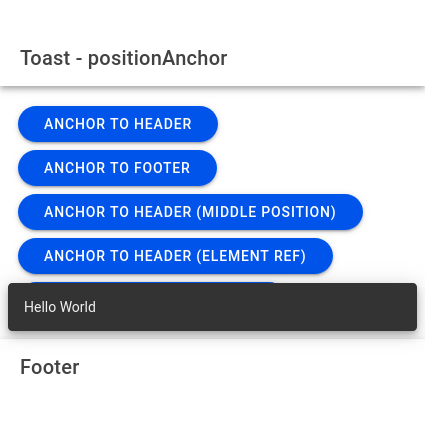 Toast - positionAnchor
ANCHOR TO HEADER
ANCHOR TO FOOTER
ANCHOR TO HEADER (MIDDLE POSITION)
ANCHOR TO HEADER (ELEMENT REF)
Hello World
Footer